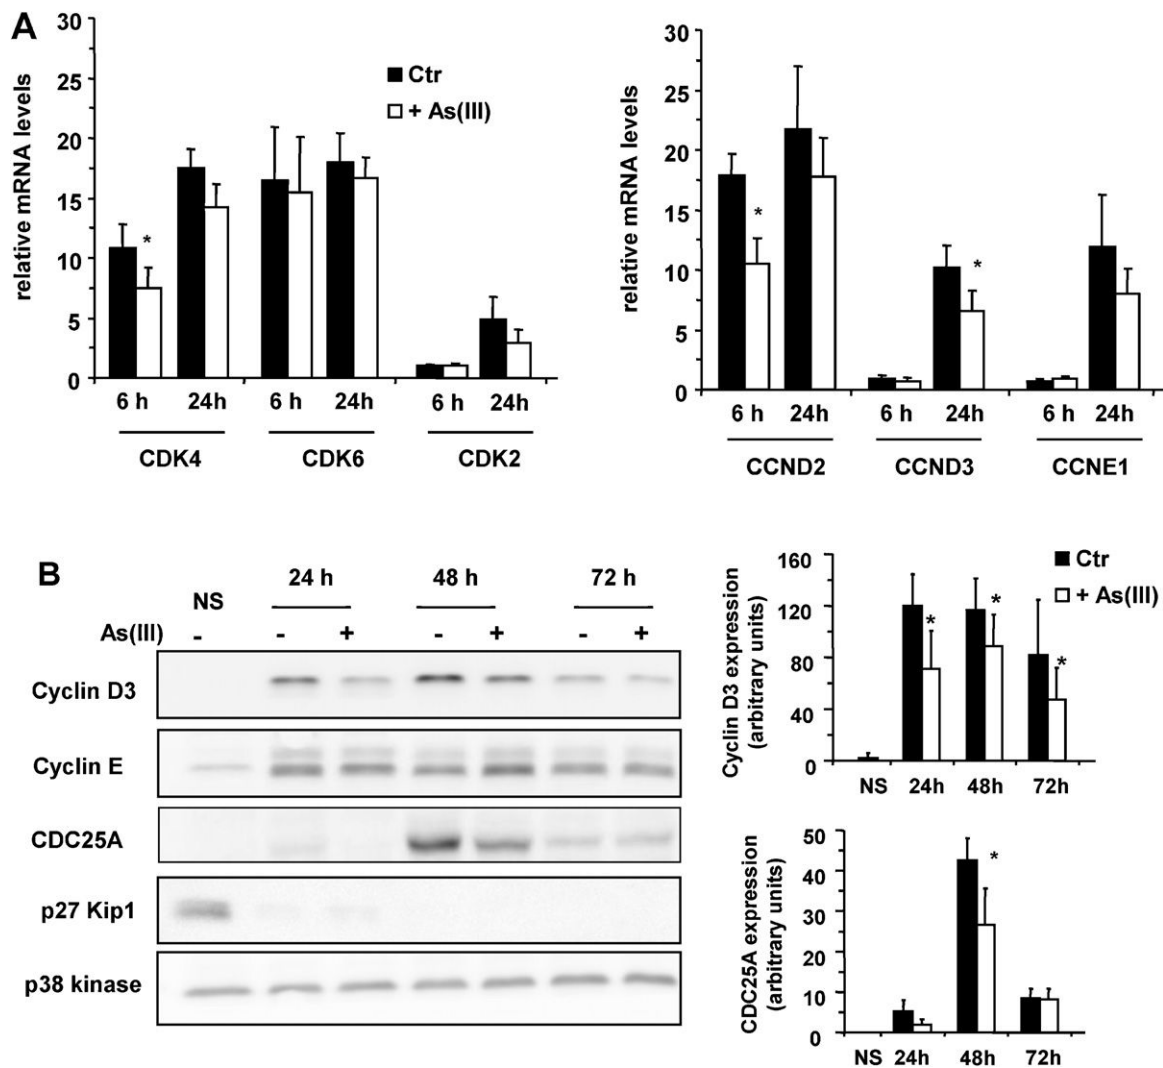 A
relative mRNA levels
30
25
20
15
10
5
0
Ctr
+ As(III)
*
6 h 24h 6 h 24h 6 h 24h
CDK4 CDK6 CDK2
relative mRNA levels
30
25
20
15
10
5
0
* *
6 h 24h 6 h 24h 6 h 24h
CCND2 CCND3 CCNE1
B
NS 24 h 48 h 72 h
As(III) - - + - + - +
Cyclin D3
Cyclin E
CDC25A
p27 Kip1
p38 kinase
Cyclin D3 expression
(arbitrary units)
160
120
80
40
0
Ctr
+ As(III)
* * *
NS 24h 48h 72h
CDC25A expression
(arbitrary units)
50
40
30
20
10
0
*
NS 24h 48h 72h